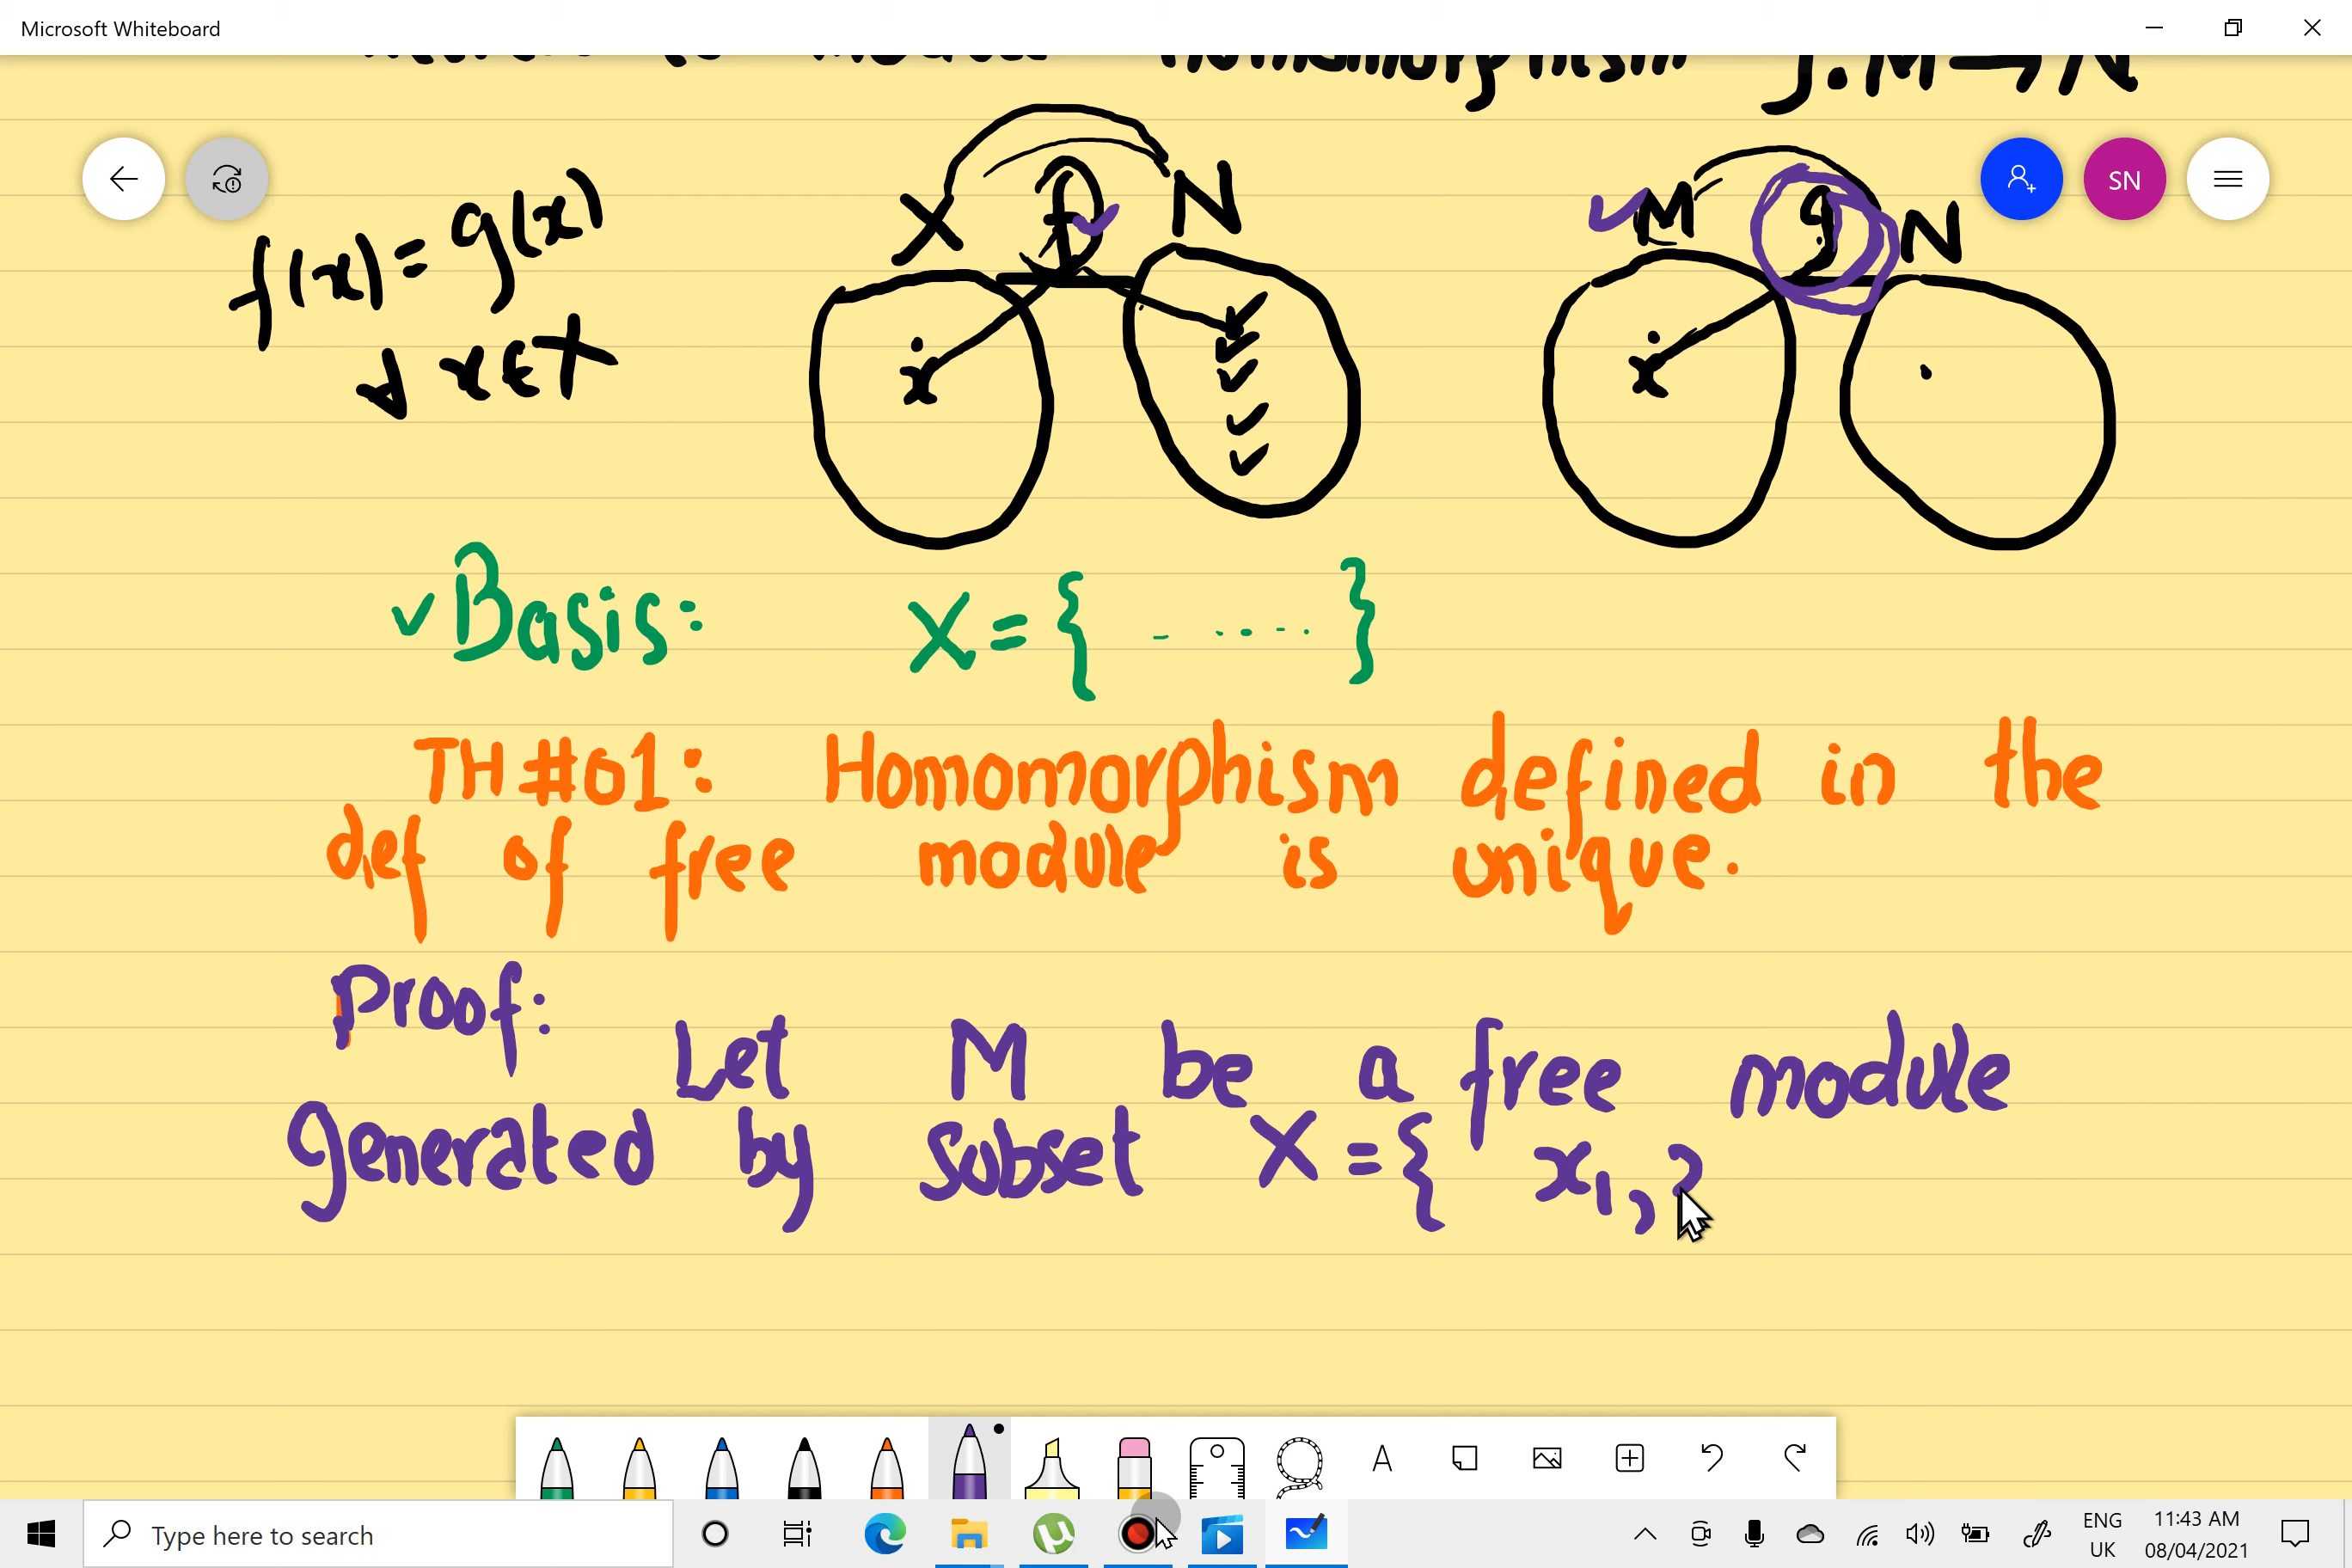 Microsoft Whiteboard
homomorphism g: M → N
f(x) = g(x)
∀ x ∈ X
X f N
x
M g N
x
SN
✓Basis: X = { - .... }
TH #01: Homomorphism defined in the
def of free module is unique.
Proof:
Let M be a free module
generated by subset X = { x1,
A
Type here to search
ENG
UK
11:43 AM
08/04/2021